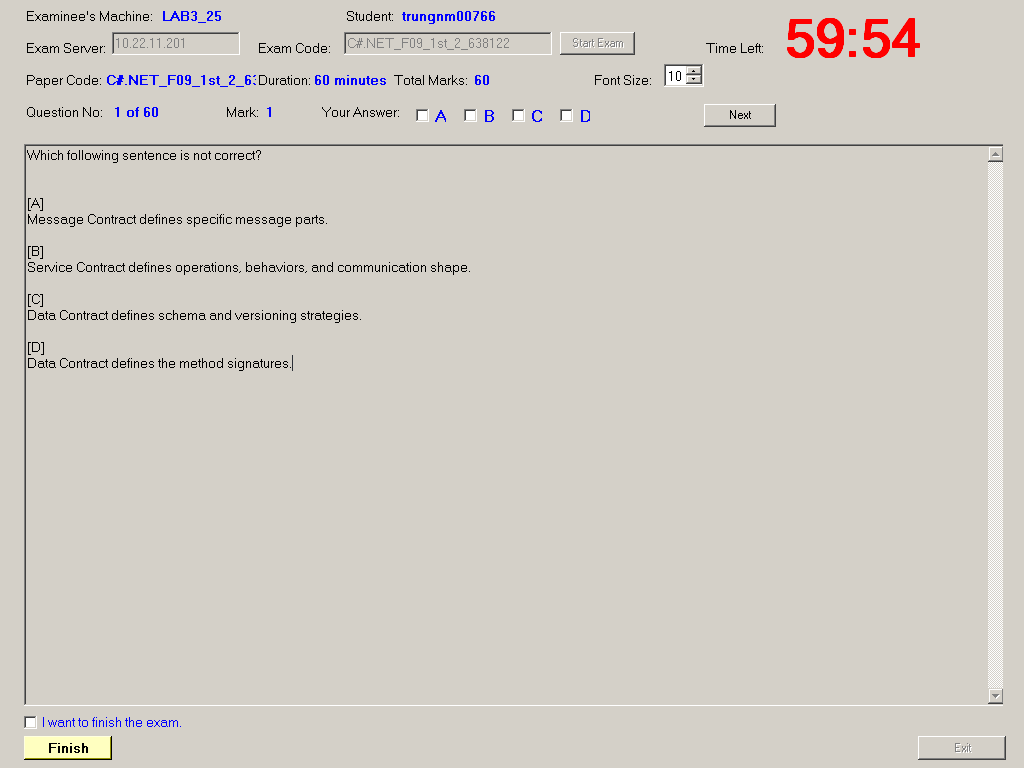 Examinee's Machine: LAB3_25 Student: trungnm00766
Exam Server: 10.22.11.201 Exam Code: C#.NET_F09_1st_2_638122 Start Exam Time Left: 59:54
Paper Code: C#.NET_F09_1st_2_63 Duration: 60 minutes Total Marks: 60 Font Size: 10
Question No: 1 of 60 Mark: 1 Your Answer: A B C D Next
Which following sentence is not correct?
[A]
Message Contract defines specific message parts.
[B]
Service Contract defines operations, behaviors, and communication shape.
[C]
Data Contract defines schema and versioning strategies.
[D]
Data Contract defines the method signatures.
I want to finish the exam.
Finish Exit